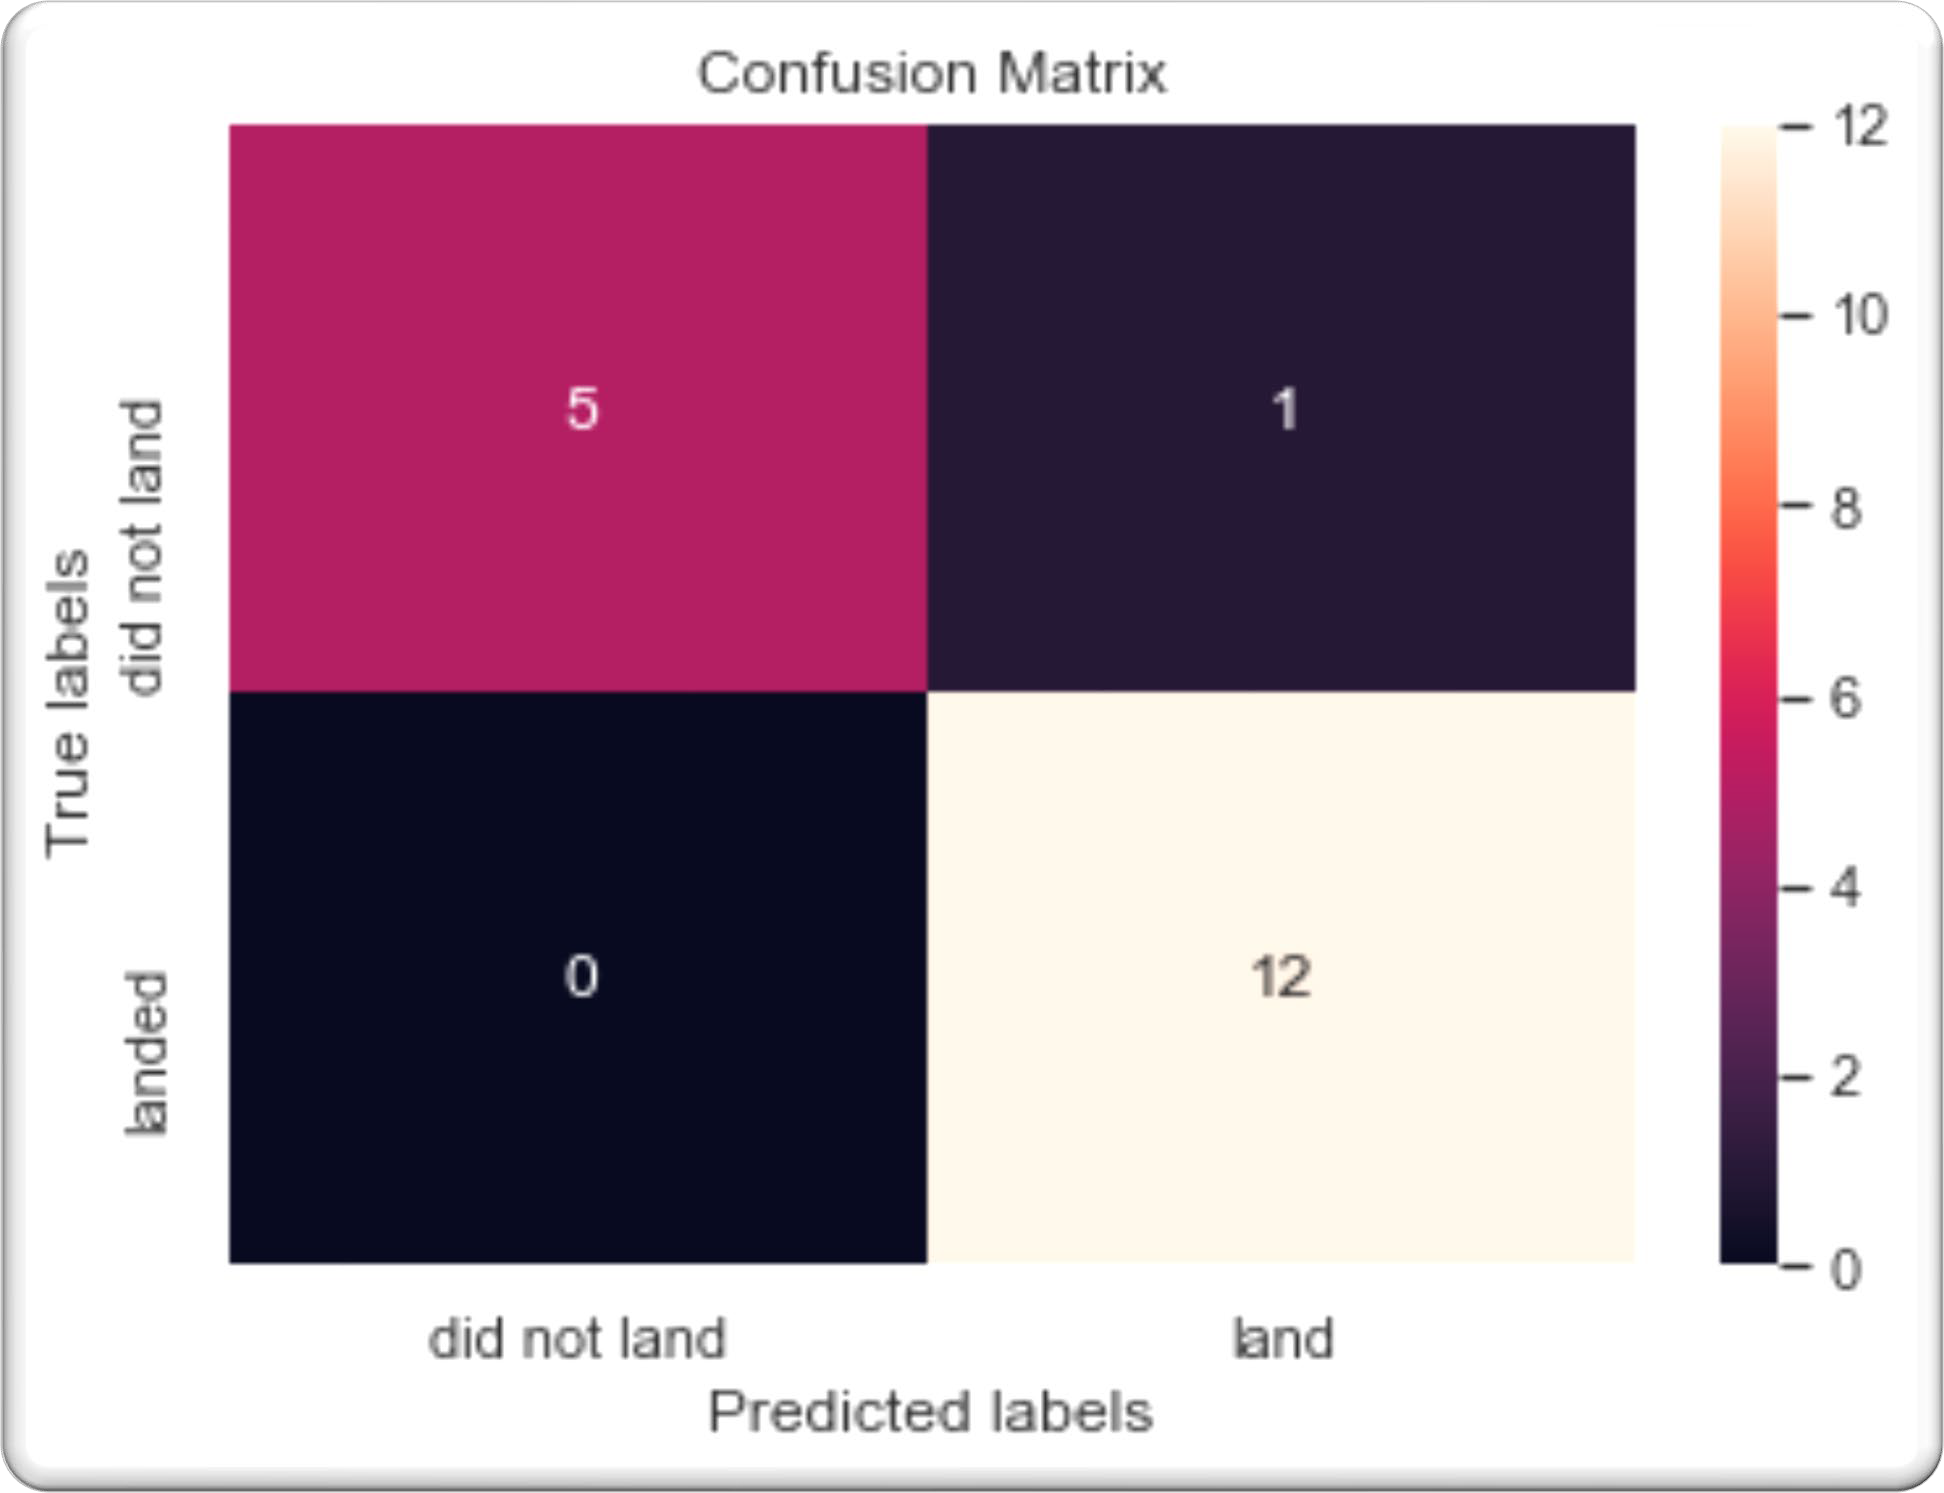 Confusion Matrix
True labels
did not land
landed
5
1
0
12
did not land
land
Predicted labels
12
10
8
6
4
2
0